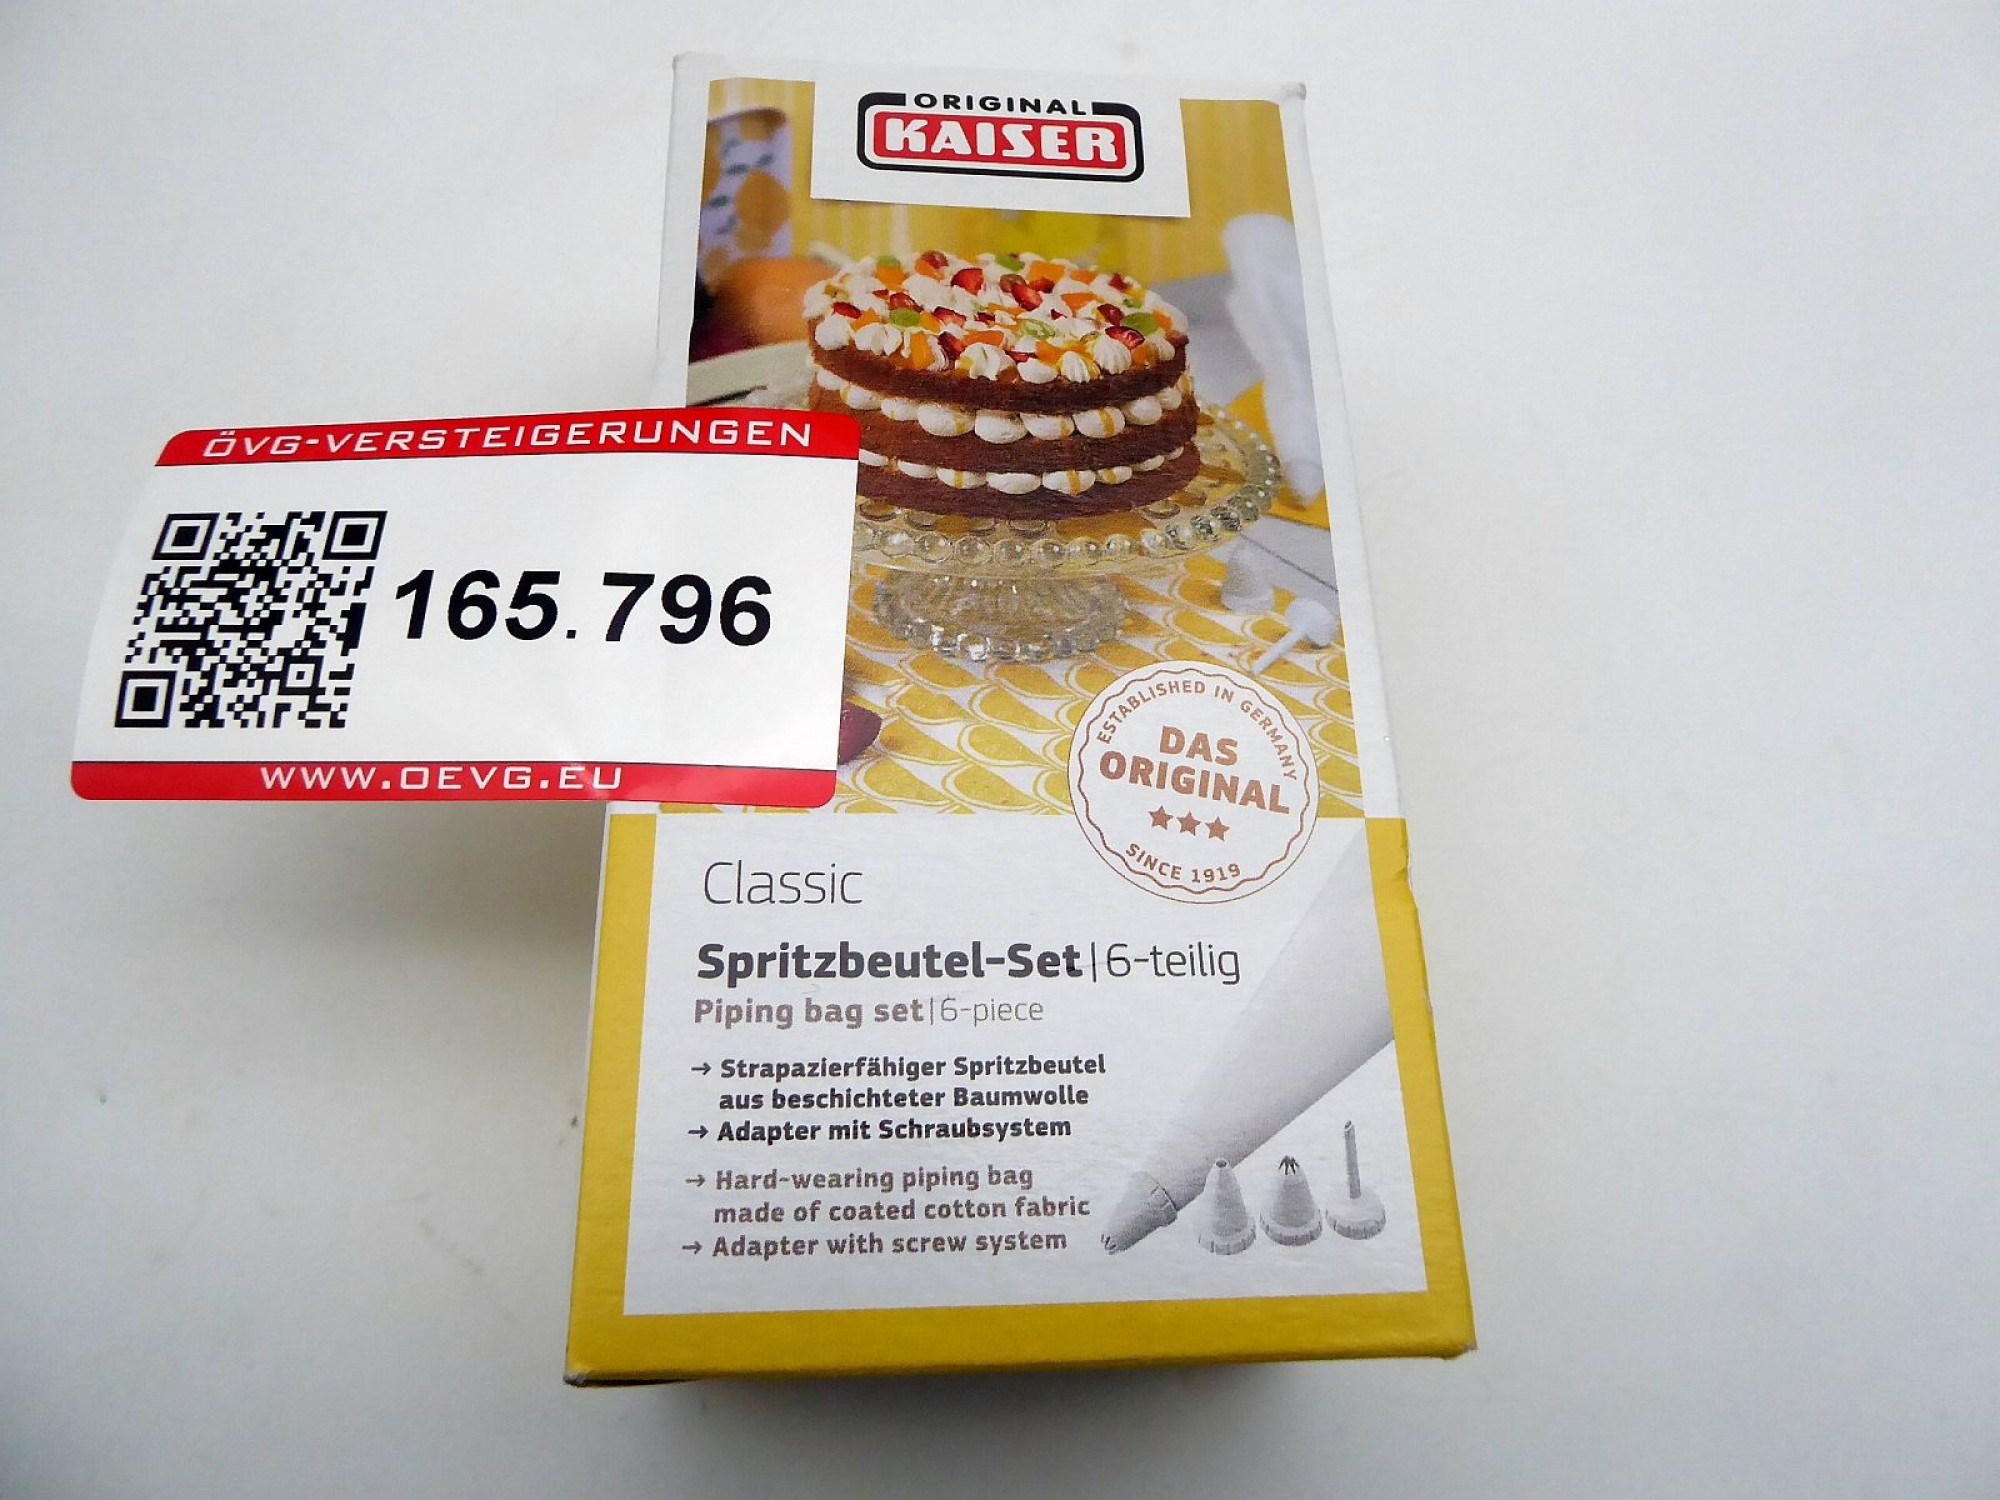 ORIGINAL
KAISER
ÖVG-VERSTEIGERUNGEN
165.796
WWW.OEVG.EU
ESTABLISHED IN GERMANY
DAS
ORIGINAL
SINCE 1919
Classic
Spritzbeutel-Set|6-teilig
Piping bag set|6-piece
→ Strapazierfähiger Spritzbeutel
aus beschichteter Baumwolle
→ Adapter mit Schraubsystem
→ Hard-wearing piping bag
made of coated cotton fabric
→ Adapter with screw system